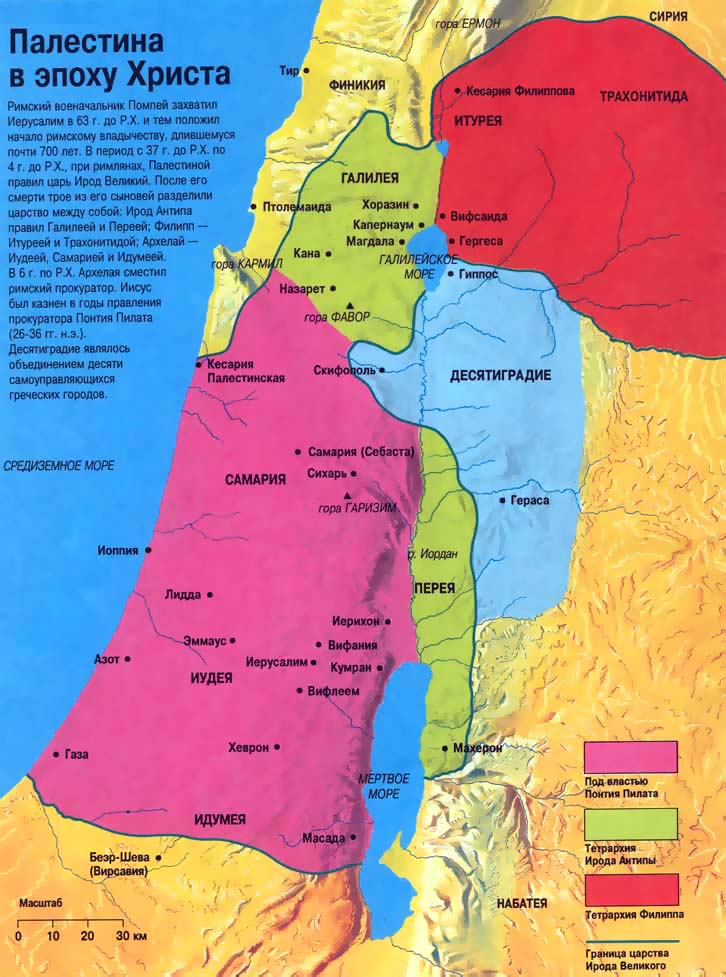 Палестина
в эпоху Христа
Римский военачальник Помпей захватил
Иерусалим в 63 г. до Р.Х. и тем положил
начало римскому владычеству, длившемуся
почти 700 лет. В период с 37 г. до Р.Х. по
4 г. до Р.Х., при римлянах, Палестиной
правил царь Ирод Великий. После его
смерти трое из его сыновей разделили
царство между собой: Ирод Антипа
правил Галилеей и Переей; Филипп —
Итуреей и Трахонитидой; Архелай —
Иудеей, Самарией и Идумеей.
В 6 г. по Р.Х. Архелая сместил
римский прокуратор. Иисус
был казнен в годы правления
прокуратора Понтия Пилата
(26-36 гг. н.э.).
Десятиградие являлось
объединением десяти
самоуправляющихся
греческих городов.
СИРИЯ
гора ЕРМОН
Тир
ФИНИКИЯ
Кесария Филиппова
ТРАХОНИТИДА
ИТУРЕЯ
ГАЛИЛЕЯ
Птолемаида
Хоразин
Вифсаида
Капернаум
Магдала
Гергеса
Кана
ГАЛИЛЕЙСКОЕ
МОРЕ
гора КАРМИЛ
Гиппос
Назарет
гора ФАВОР
Кесария
Палестинская
Скифополь
ДЕСЯТИГРАДИЕ
СРЕДИЗЕМНОЕ МОРЕ
Самария (Себаста)
САМАРИЯ
Сихарь
гора ГАРИЗИМ
Гераса
Иоппия
р. Иордан
ПЕРЕЯ
Лидда
Иерихон
Эммаус
Вифания
Азот
Иерусалим
Кумран
ИУДЕЯ
Вифлеем
Газа
Хеврон
Махерон
МЕРТВОЕ
МОРЕ
ИДУМЕЯ
Масада
Беэр-Шева
(Вирсавия)
НАБАТЕЯ
Масштаб
0 10 20 30 км
Под властью
Понтия Пилата
Тетрархия
Ирода Антипы
Тетрархия Филиппа
Граница царства
Ирода Великого